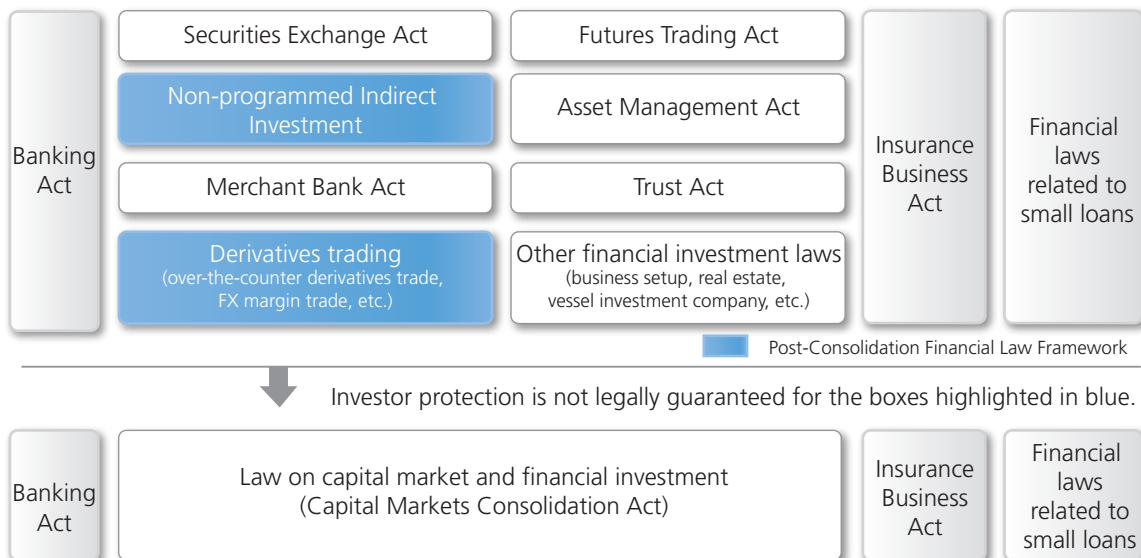 Banking
Act
Securities Exchange Act
Futures Trading Act
Non-programmed Indirect
Investment
Asset Management Act
Merchant Bank Act
Trust Act
Derivatives trading
(over-the-counter derivatives trade,
FX margin trade, etc.)
Other financial investment laws
(business setup, real estate,
vessel investment company, etc.)
Insurance
Business
Act
Financial
laws
related to
small loans
Post-Consolidation Financial Law Framework
Investor protection is not legally guaranteed for the boxes highlighted in blue.
Banking
Act
Law on capital market and financial investment
(Capital Markets Consolidation Act)
Insurance
Business
Act
Financial
laws
related to
small loans